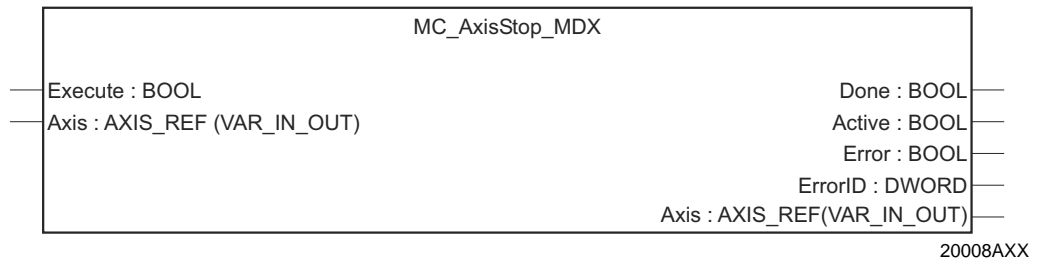 MC_AxisStop_MDX
Execute : BOOL
Done : BOOL
Axis : AXIS_REF (VAR_IN_OUT)
Active : BOOL
Error : BOOL
ErrorID : DWORD
Axis : AXIS_REF(VAR_IN_OUT)
20008AXX